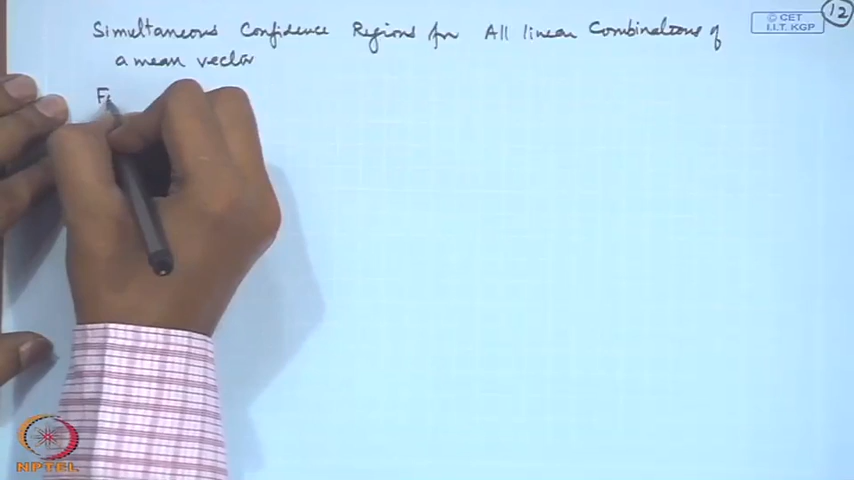 Simultaneous Confidence Regions for All linear Combinations of
a mean vector
F
12
© CET
I.I.T. KGP
NPTEL